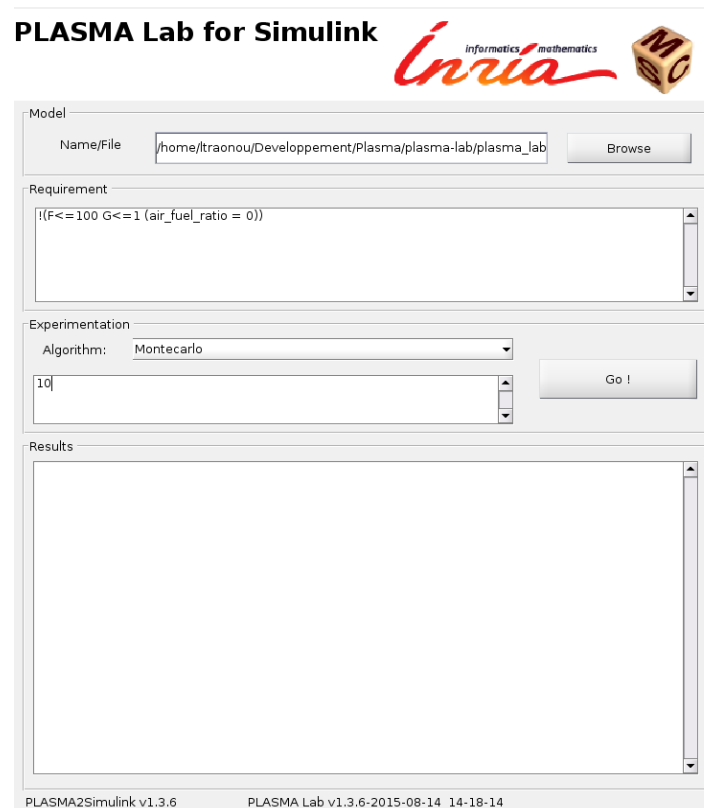 PLASMA Lab for Simulink
informatics mathematics
Inria
S M C
Model
Name/File /home/ltraonou/Developpement/Plasma/plasma-lab/plasma_lab Browse
Requirement
!(F<=100 G<=1 (air_fuel_ratio = 0))
Experimentation
Algorithm: Montecarlo
10
Go !
Results
PLASMA2Simulink v1.3.6 PLASMA Lab v1.3.6-2015-08-14 14-18-14